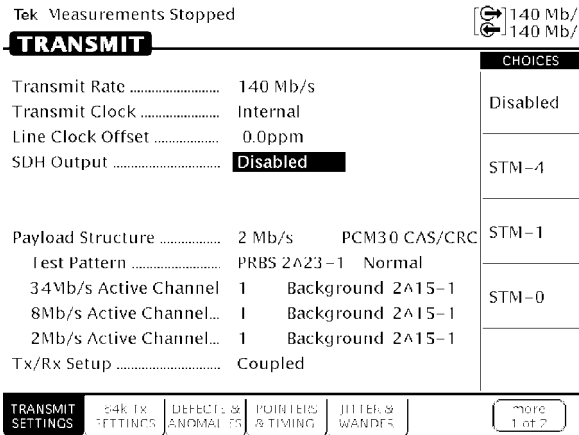 Tek Measurements Stopped
140 Mb/
140 Mb/
TRANSMIT
CHOICES
Transmit Rate ........................ 140 Mb/s
Transmit Clock ....................... Internal
Line Clock Offset ................. 0.0ppm
SDH Output ............................. Disabled
Disabled
STM-4
STM-1
STM-0
Payload Structure ................ 2 Mb/s PCM30 CAS/CRC
Test Pattern ........................ PRBS 2^23-1 Normal
34Mb/s Active Channel 1 Background 2^15-1
8Mb/s Active Channel... 1 Background 2^15-1
2Mb/s Active Channel... 1 Background 2^15-1
Tx/Rx Setup ............................ Coupled
TRANSMIT SETTINGS
64k Tx SETTINGS
DEFECTS & ANOMALIES
POINTERS & TIMING
JITTER & WANDER
more
1 of 2